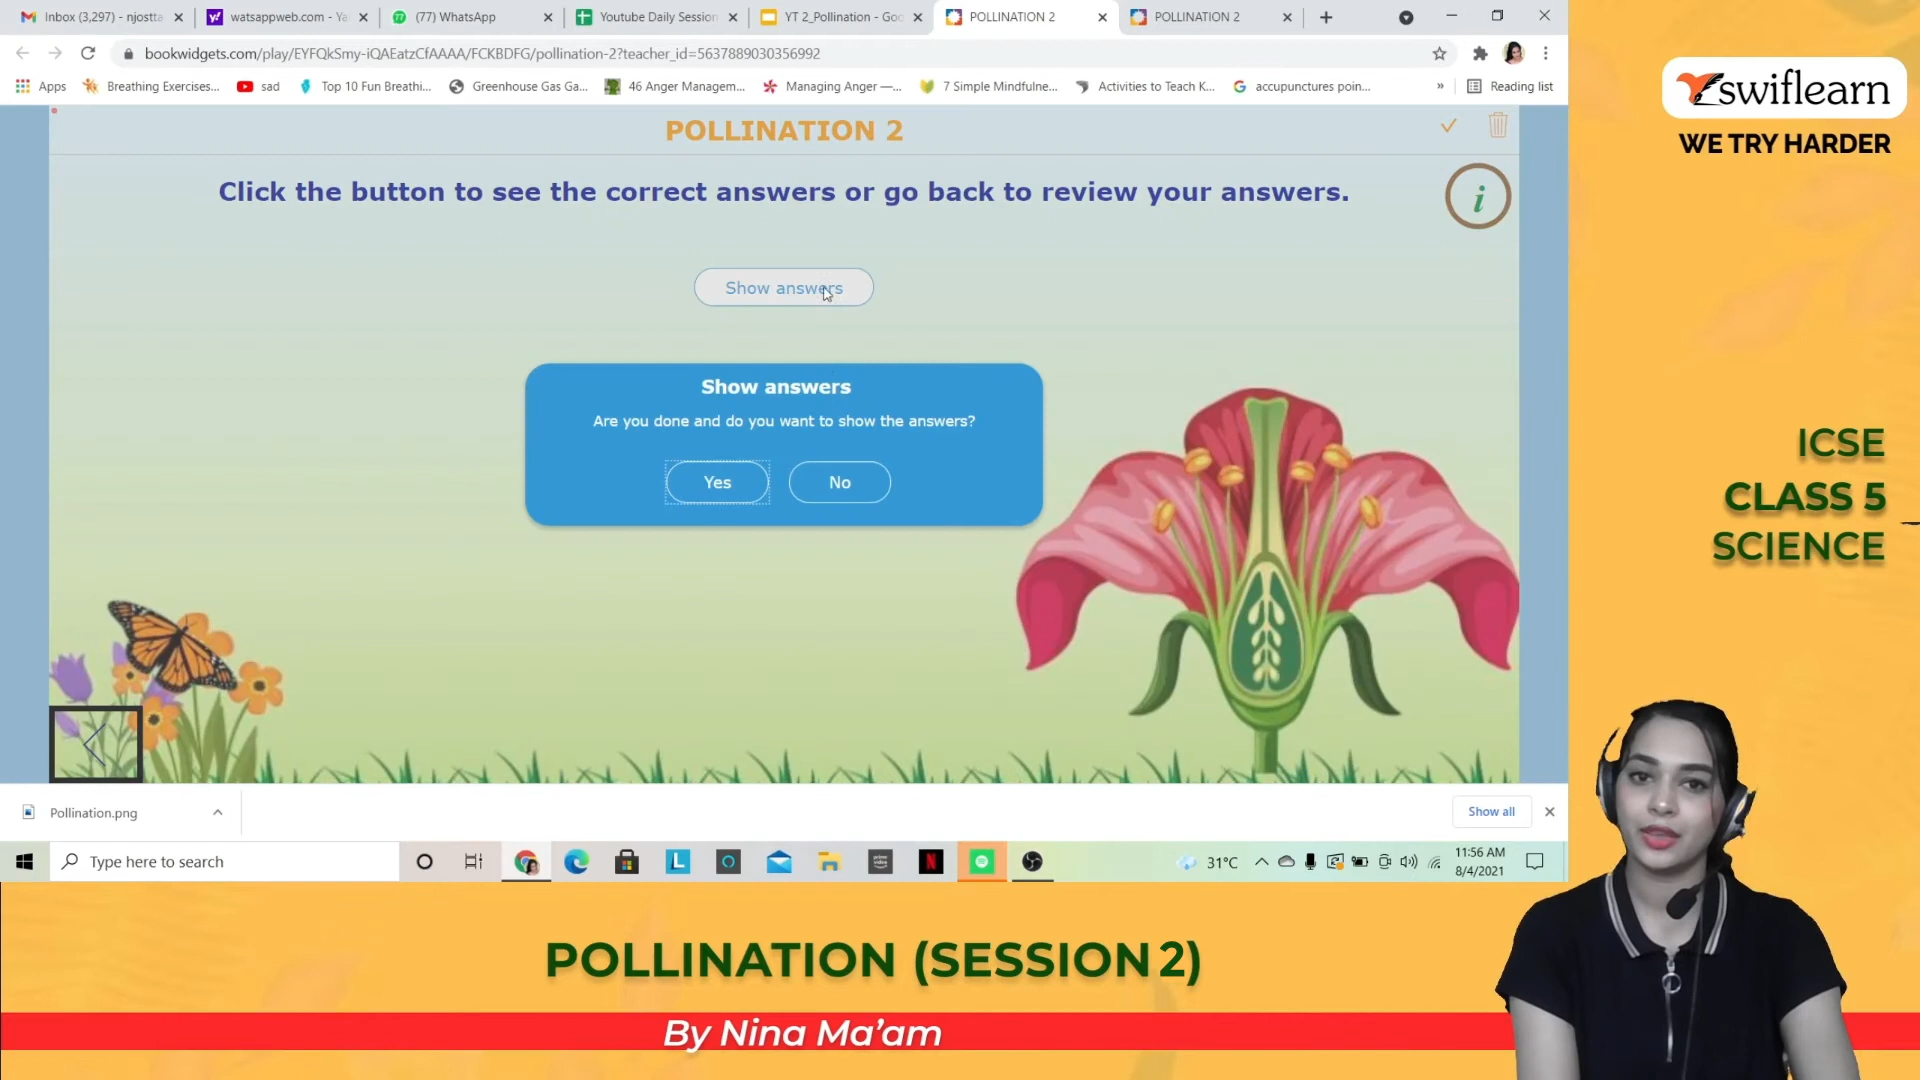 Inbox (3,297) - njostta
watsappweb.com - Ya
(77) WhatsApp
Youtube Daily Session
YT 2_Pollination - Goo
POLLINATION 2
POLLINATION 2
bookwidgets.com/play/EYFQkSmy-iQAEatzCfAAAA/FCKBDFG/pollination-2?teacher_id=5637889030356992
Apps
Breathing Exercises...
sad
Top 10 Fun Breathi...
Greenhouse Gas Ga...
46 Anger Managem...
Managing Anger —...
7 Simple Mindfulne...
Activities to Teach K...
accupunctures poin...
»
Reading list
swiflearn
WE TRY HARDER
POLLINATION 2
Click the button to see the correct answers or go back to review your answers.
i
Show answers
Show answers
Are you done and do you want to show the answers?
Yes
No
ICSE
CLASS 5
SCIENCE
Pollination.png
Show all
Type here to search
L
prime video
N
31°C
11:56 AM
8/4/2021
POLLINATION (SESSION 2)
By Nina Ma'am